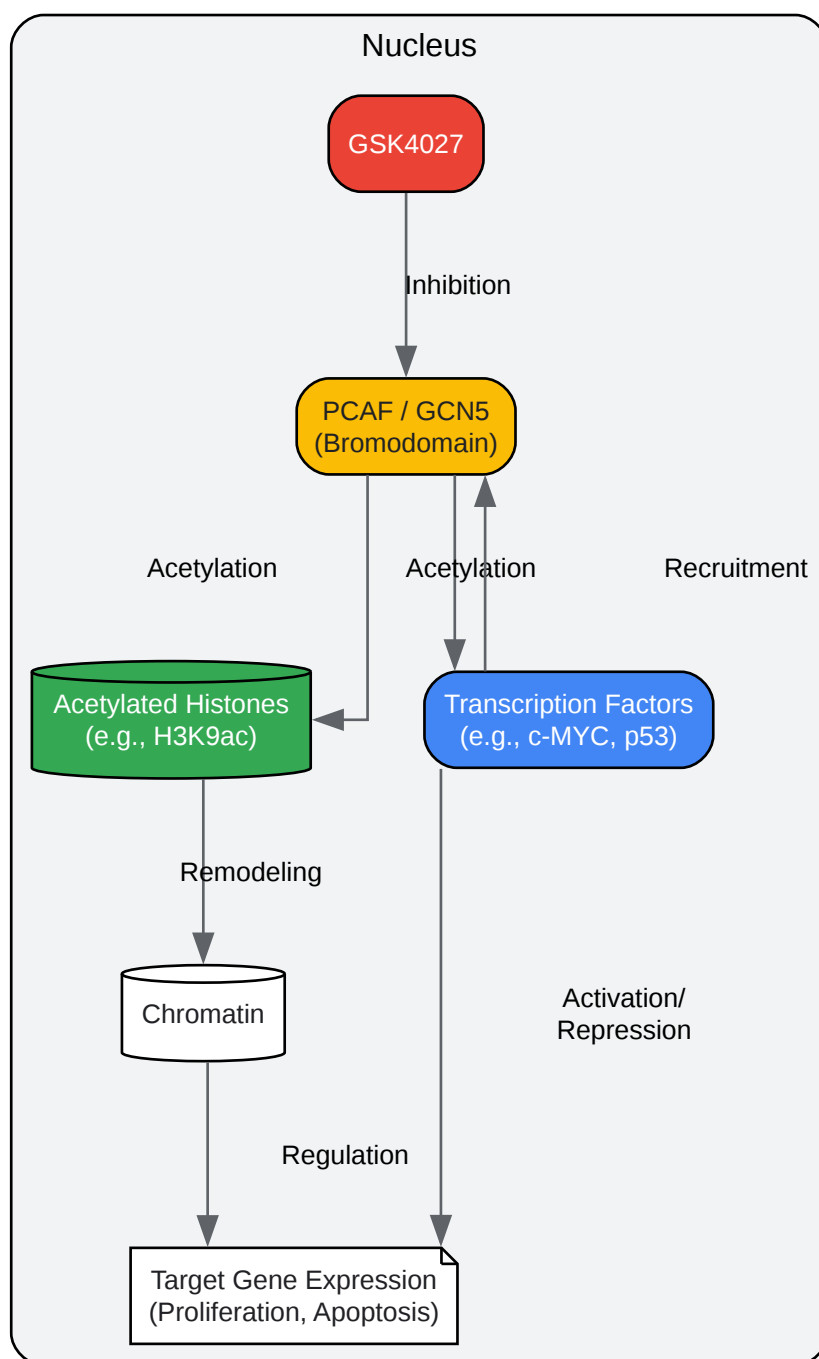 Nucleus
GSK4027
Inhibition
PCAF / GCN5
(Bromodomain)
Acetylation
Acetylation
Recruitment
Acetylated Histones
(e.g., H3K9ac)
Transcription Factors
(e.g., c-MYC, p53)
Remodeling
Chromatin
Activation/
Repression
Regulation
Target Gene Expression
(Proliferation, Apoptosis)